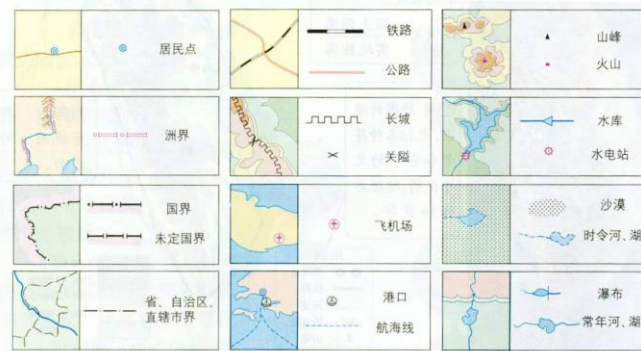 居民点
铁路
公路
山峰
火山
洲界
长城
关隘
水库
水电站
国界
未定国界
飞机场
沙漠
时令河、湖
省、自治区、
直辖市界
港口
航海线
瀑布
常年河、湖